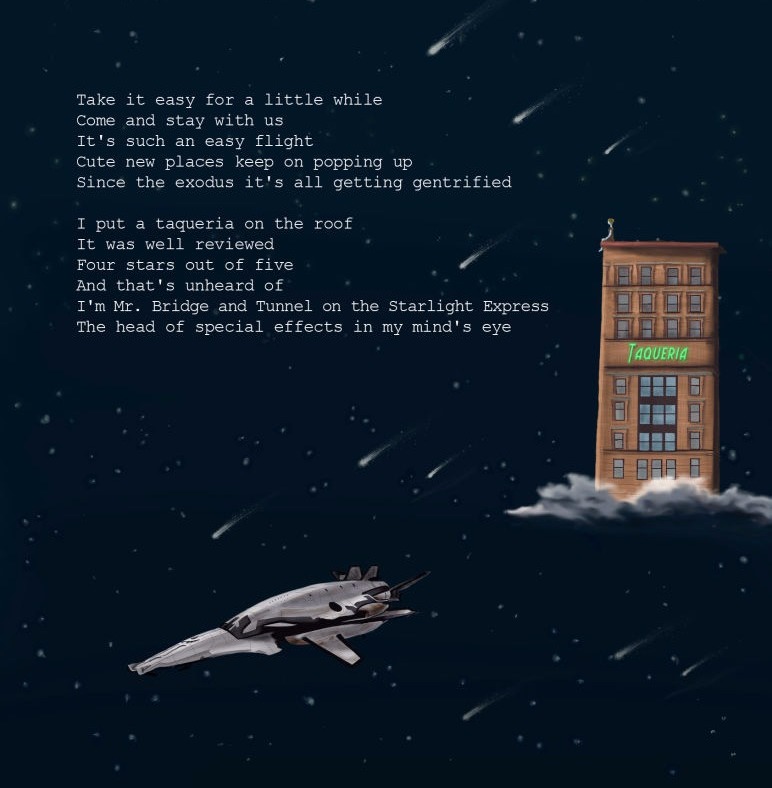 Take it easy for a little while
Come and stay with us
It's such an easy flight
Cute new places keep on popping up
Since the exodus it's all getting gentrified
I put a taqueria on the roof
It was well reviewed
Four stars out of five
And that's unheard of
I'm Mr. Bridge and Tunnel on the Starlight Express
The head of special effects in my mind's eye
TAQUERIA